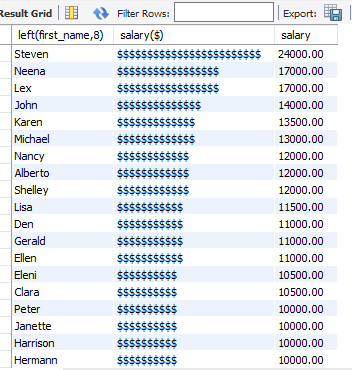 Result Grid Filter Rows: Export:
left(first_name,8) salary($) salary
Steven $$$$$$$$$$$$$$$$$$$$$$$$ 24000.00
Neena $$$$$$$$$$$$$$$$$ 17000.00
Lex $$$$$$$$$$$$$$$$$ 17000.00
John $$$$$$$$$$$$$$ 14000.00
Karen $$$$$$$$$$$$$ 13500.00
Michael $$$$$$$$$$$$$ 13000.00
Nancy $$$$$$$$$$$$ 12000.00
Alberto $$$$$$$$$$$$ 12000.00
Shelley $$$$$$$$$$$$ 12000.00
Lisa $$$$$$$$$$$ 11500.00
Den $$$$$$$$$$$ 11000.00
Gerald $$$$$$$$$$$ 11000.00
Ellen $$$$$$$$$$$ 11000.00
Eleni $$$$$$$$$$ 10500.00
Clara $$$$$$$$$$ 10500.00
Peter $$$$$$$$$$ 10000.00
Janette $$$$$$$$$$ 10000.00
Harrison $$$$$$$$$$ 10000.00
Hermann $$$$$$$$$$ 10000.00